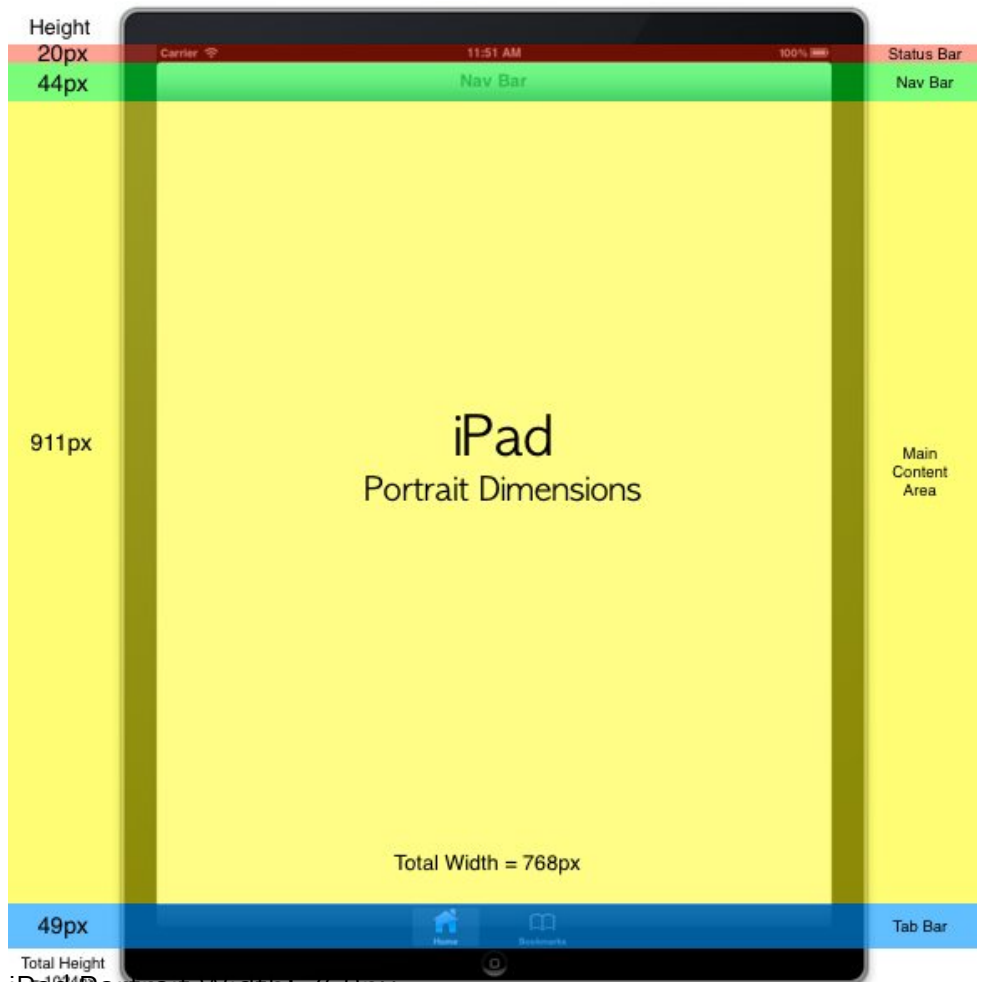 Height
20px
Carrier
11:51 AM
100%
Status Bar
44px
Nav Bar
Nav Bar
911px
iPad
Portrait Dimensions
Main
Content
Area
Total Width = 768px
49px
Home
Bookmarks
Tab Bar
Total Height